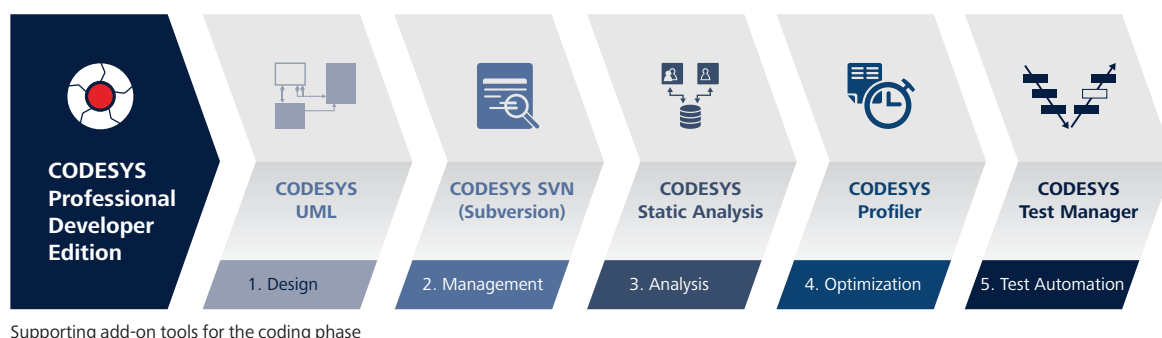 CODESYS
Professional
Developer
Edition
CODESYS
UML
1. Design
CODESYS SVN
(Subversion)
2. Management
CODESYS
Static Analysis
3. Analysis
CODESYS
Profiler
4. Optimization
CODESYS
Test Manager
5. Test Automation
Supporting add-on tools for the coding phase